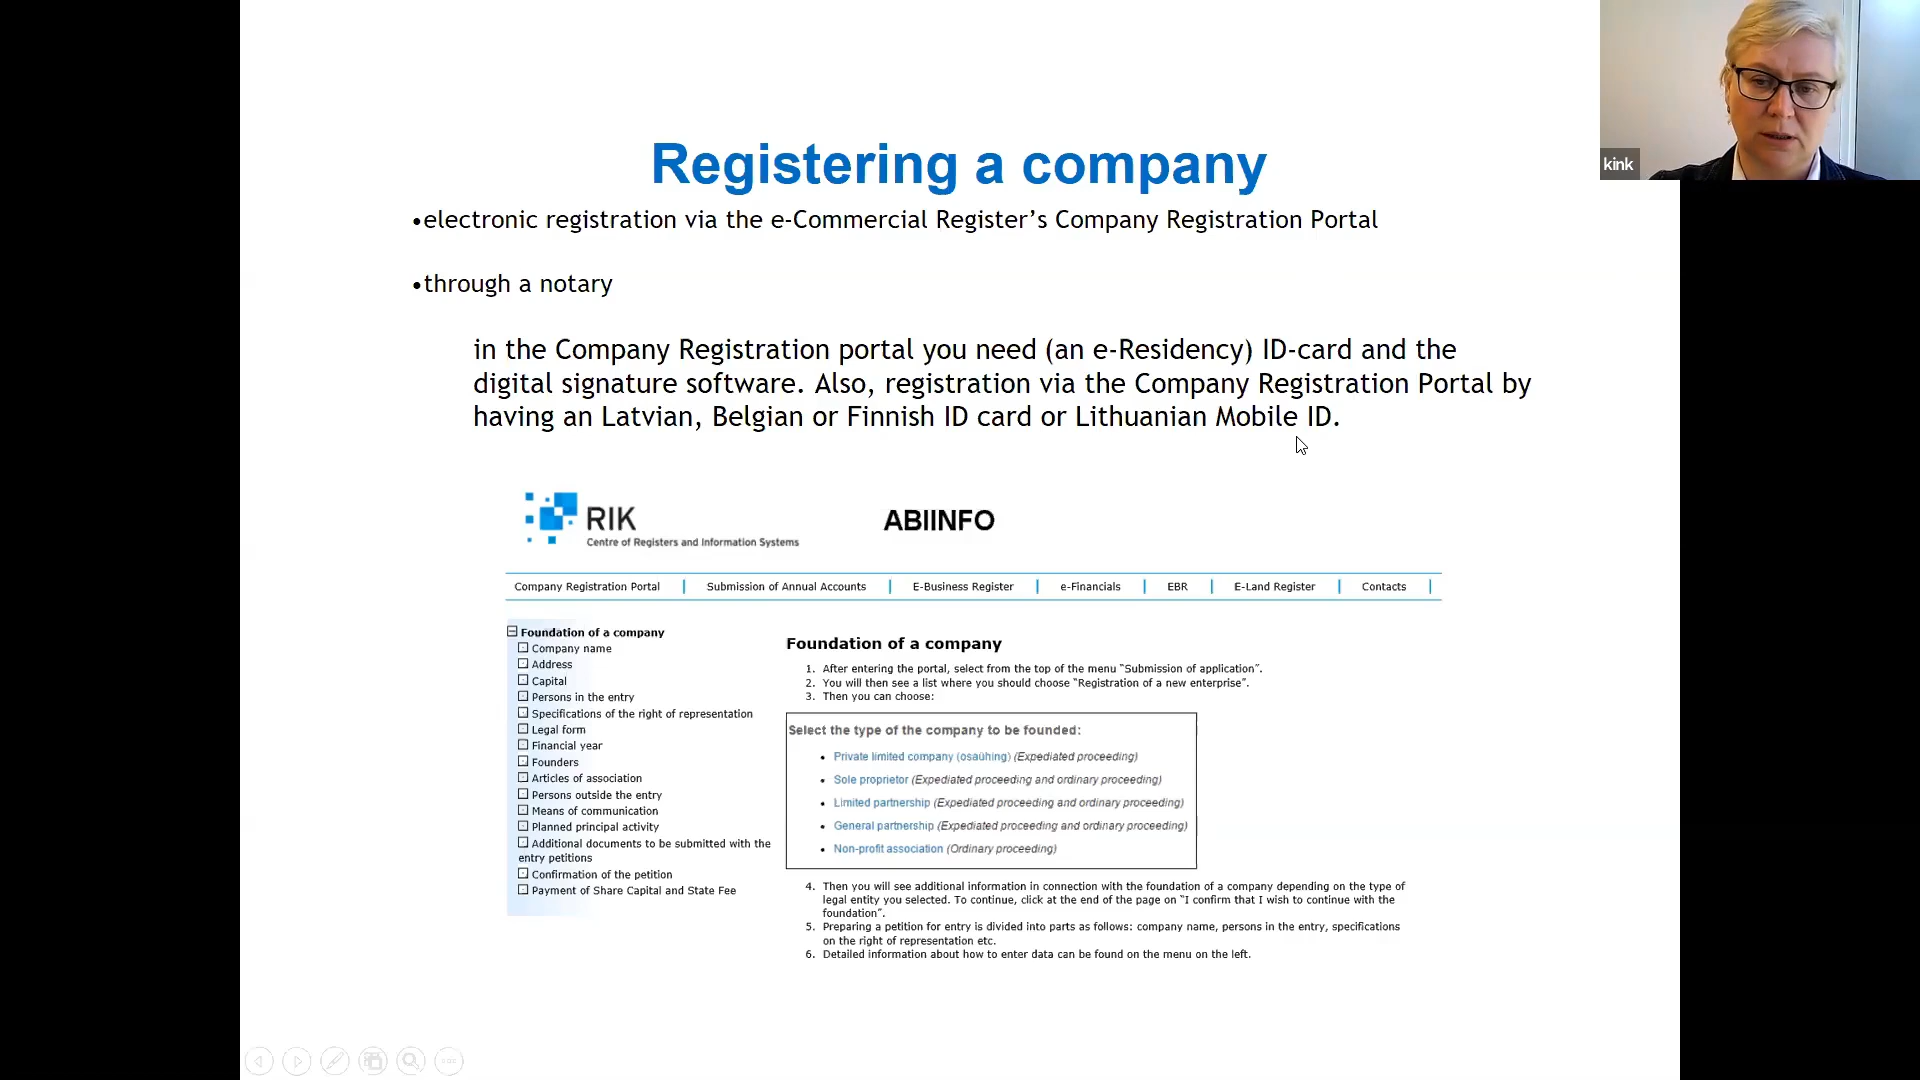 Registering a company
kink
•electronic registration via the e-Commercial Register’s Company Registration Portal
•through a notary
in the Company Registration portal you need (an e-Residency) ID-card and the
digital signature software. Also, registration via the Company Registration Portal by
having an Latvian, Belgian or Finnish ID card or Lithuanian Mobile ID.
RIK
Centre of Registers and Information Systems
ABIINFO
Company Registration Portal | Submission of Annual Accounts | E-Business Register | e-Financials | EBR | E-Land Register | Contacts |
Foundation of a company
Company name
Address
Capital
Persons in the entry
Specifications of the right of representation
Legal form
Financial year
Founders
Articles of association
Persons outside the entry
Means of communication
Planned principal activity
Additional documents to be submitted with the
entry petitions
Confirmation of the petition
Payment of Share Capital and State Fee
Foundation of a company
1. After entering the portal, select from the top of the menu “Submission of application”.
2. You will then see a list where you should choose “Registration of a new enterprise”.
3. Then you can choose:
Select the type of the company to be founded:
• Private limited company (osaühing) (Expediated proceeding)
• Sole proprietor (Expediated proceeding and ordinary proceeding)
• Limited partnership (Expediated proceeding and ordinary proceeding)
• General partnership (Expediated proceeding and ordinary proceeding)
• Non-profit association (Ordinary proceeding)
4. Then you will see additional information in connection with the foundation of a company depending on the type of
legal entity you selected. To continue, click at the end of the page on “I confirm that I wish to continue with the
foundation”.
5. Preparing a petition for entry is divided into parts as follows: company name, persons in the entry, specifications
on the right of representation etc.
6. Detailed information about how to enter data can be found on the menu on the left.